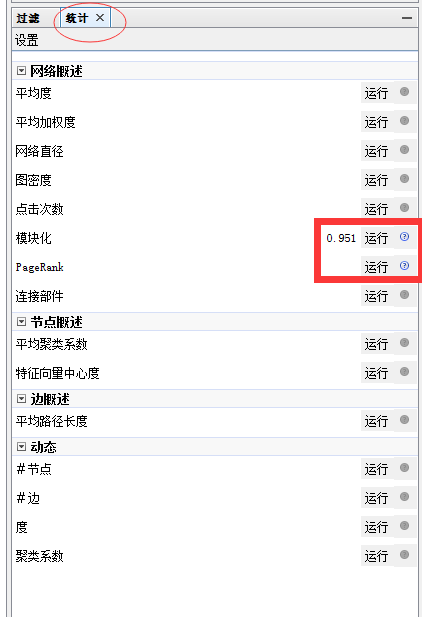 过滤 统计 ×
设置
网络概述
平均度 运行
平均加权度 运行
网络直径 运行
图密度 运行
点击次数 运行
模块化 0.951 运行
PageRank 运行
连接部件 运行
节点概述
平均聚类系数 运行
特征向量中心度 运行
边概述
平均路径长度 运行
动态
#节点 运行
#边 运行
度 运行
聚类系数 运行